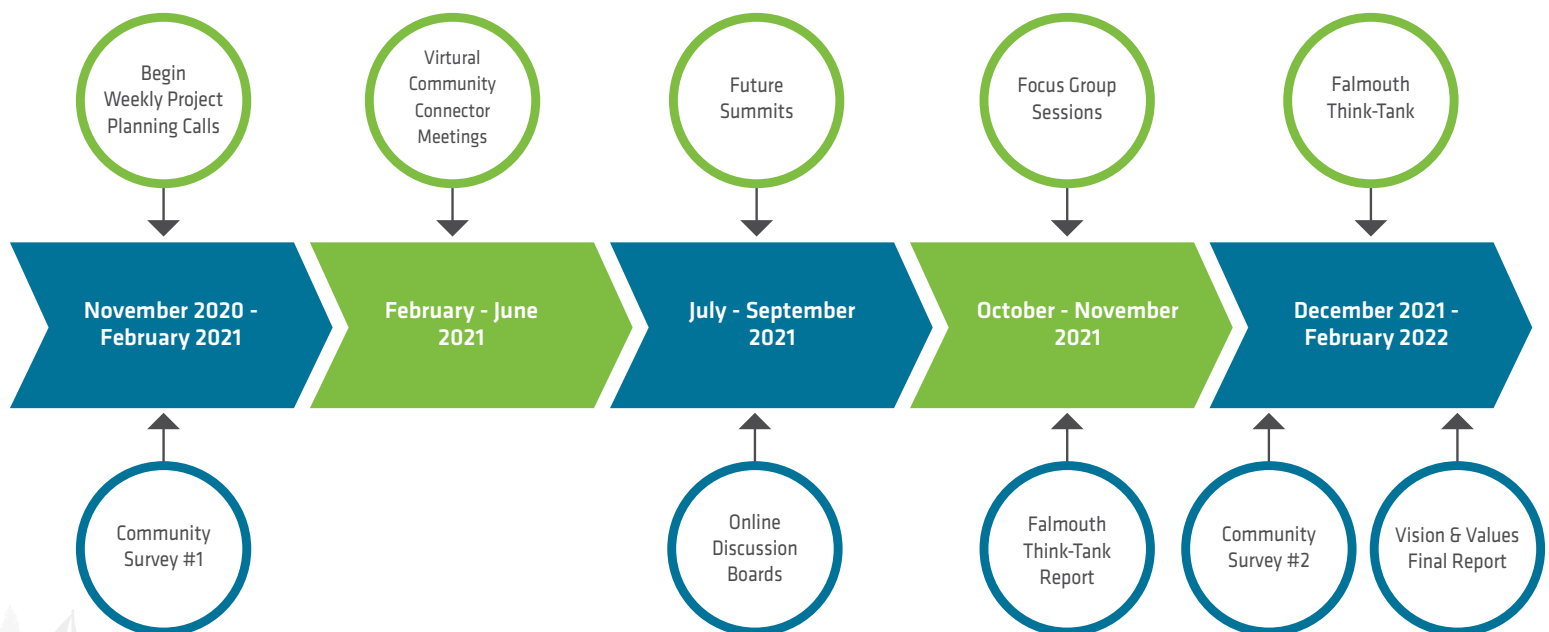 Begin
Weekly Project
Planning Calls
Virtural
Community
Connector
Meetings
Future
Summits
Focus Group
Sessions
Falmouth
Think-Tank
November 2020 -
February 2021
February - June
2021
July - September
2021
October - November
2021
December 2021 -
February 2022
Community
Survey #1
Online
Discussion
Boards
Falmouth
Think-Tank
Report
Community
Survey #2
Vision & Values
Final Report